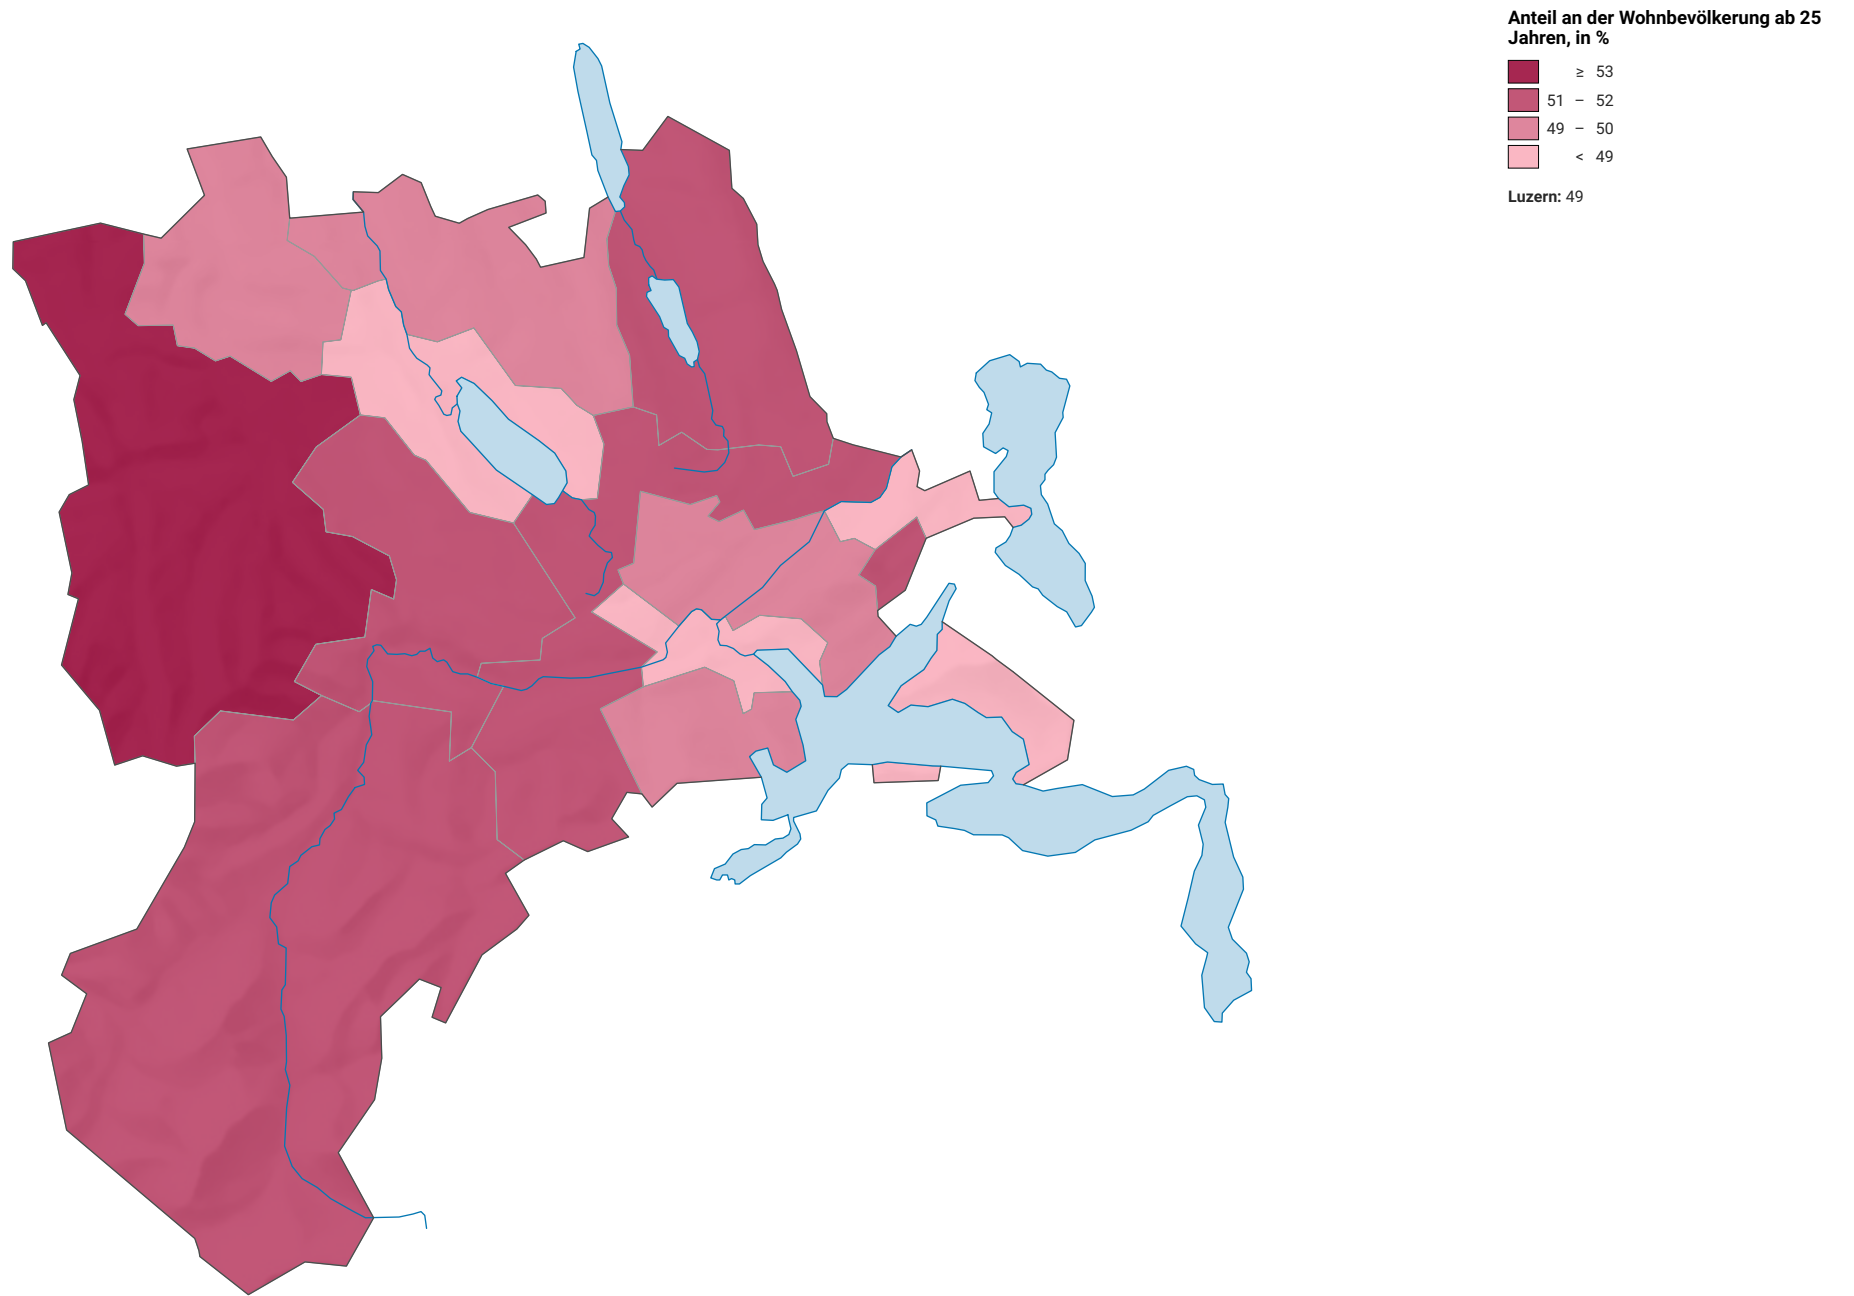 Anteil an der Wohnbevölkerung ab 25
Jahren, in %
≥ 53
51 – 52
49 – 50
< 49
Luzern: 49